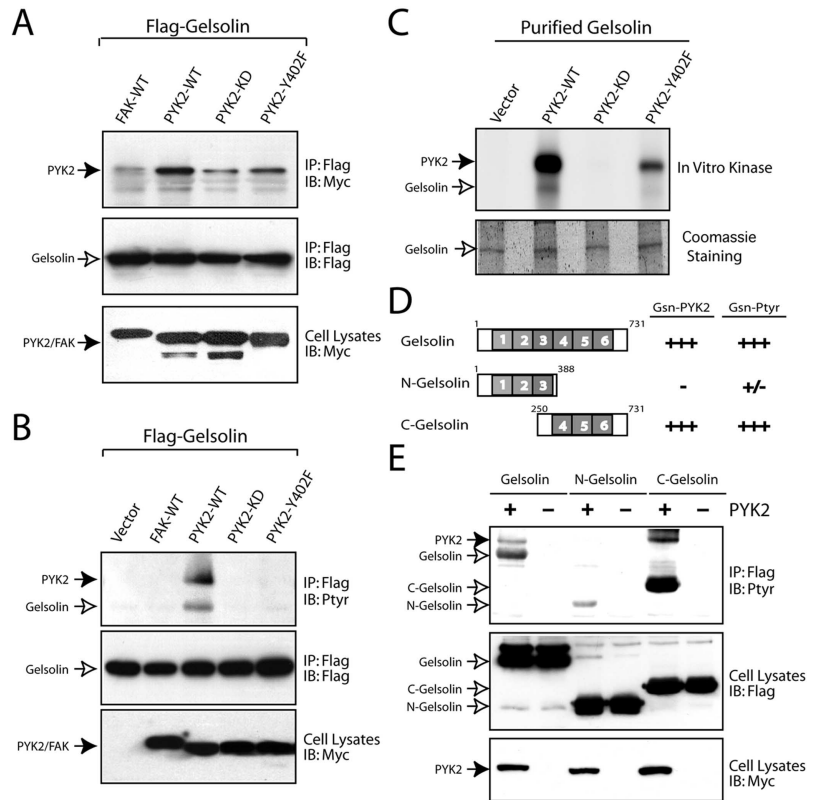 A
Flag-Gelsolin
FAK-WT PYK2-WT PYK2-KD PYK2-Y402F
PYK2
IP: Flag
IB: Myc
Gelsolin
IP: Flag
IB: Flag
PYK2/FAK
Cell Lysates
IB: Myc
B
Flag-Gelsolin
Vector FAK-WT PYK2-WT PYK2-KD PYK2-Y402F
PYK2
Gelsolin
IP: Flag
IB: Ptyr
Gelsolin
IP: Flag
IB: Flag
PYK2/FAK
Cell Lysates
IB: Myc
C
Purified Gelsolin
Vector PYK2-WT PYK2-KD PYK2-Y402F
PYK2
Gelsolin
In Vitro Kinase
Gelsolin
Coomassie
Staining
D
Gsn-PYK2 Gsn-Ptyr
1 731
Gelsolin 1 2 3 4 5 6 +++ +++
1 388
N-Gelsolin 1 2 3 - +/-
250 731
C-Gelsolin 4 5 6 +++ +++
E
Gelsolin N-Gelsolin C-Gelsolin
+ − + − + − PYK2
PYK2
Gelsolin
C-Gelsolin
N-Gelsolin
IP: Flag
IB: Ptyr
Gelsolin
C-Gelsolin
N-Gelsolin
Cell Lysates
IB: Flag
PYK2
Cell Lysates
IB: Myc